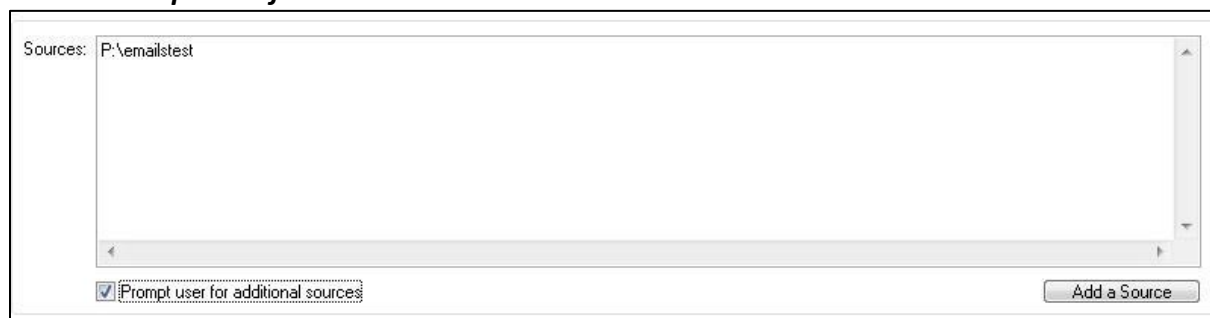 Sources: P:\emailstest
Prompt user for additional sources
Add a Source